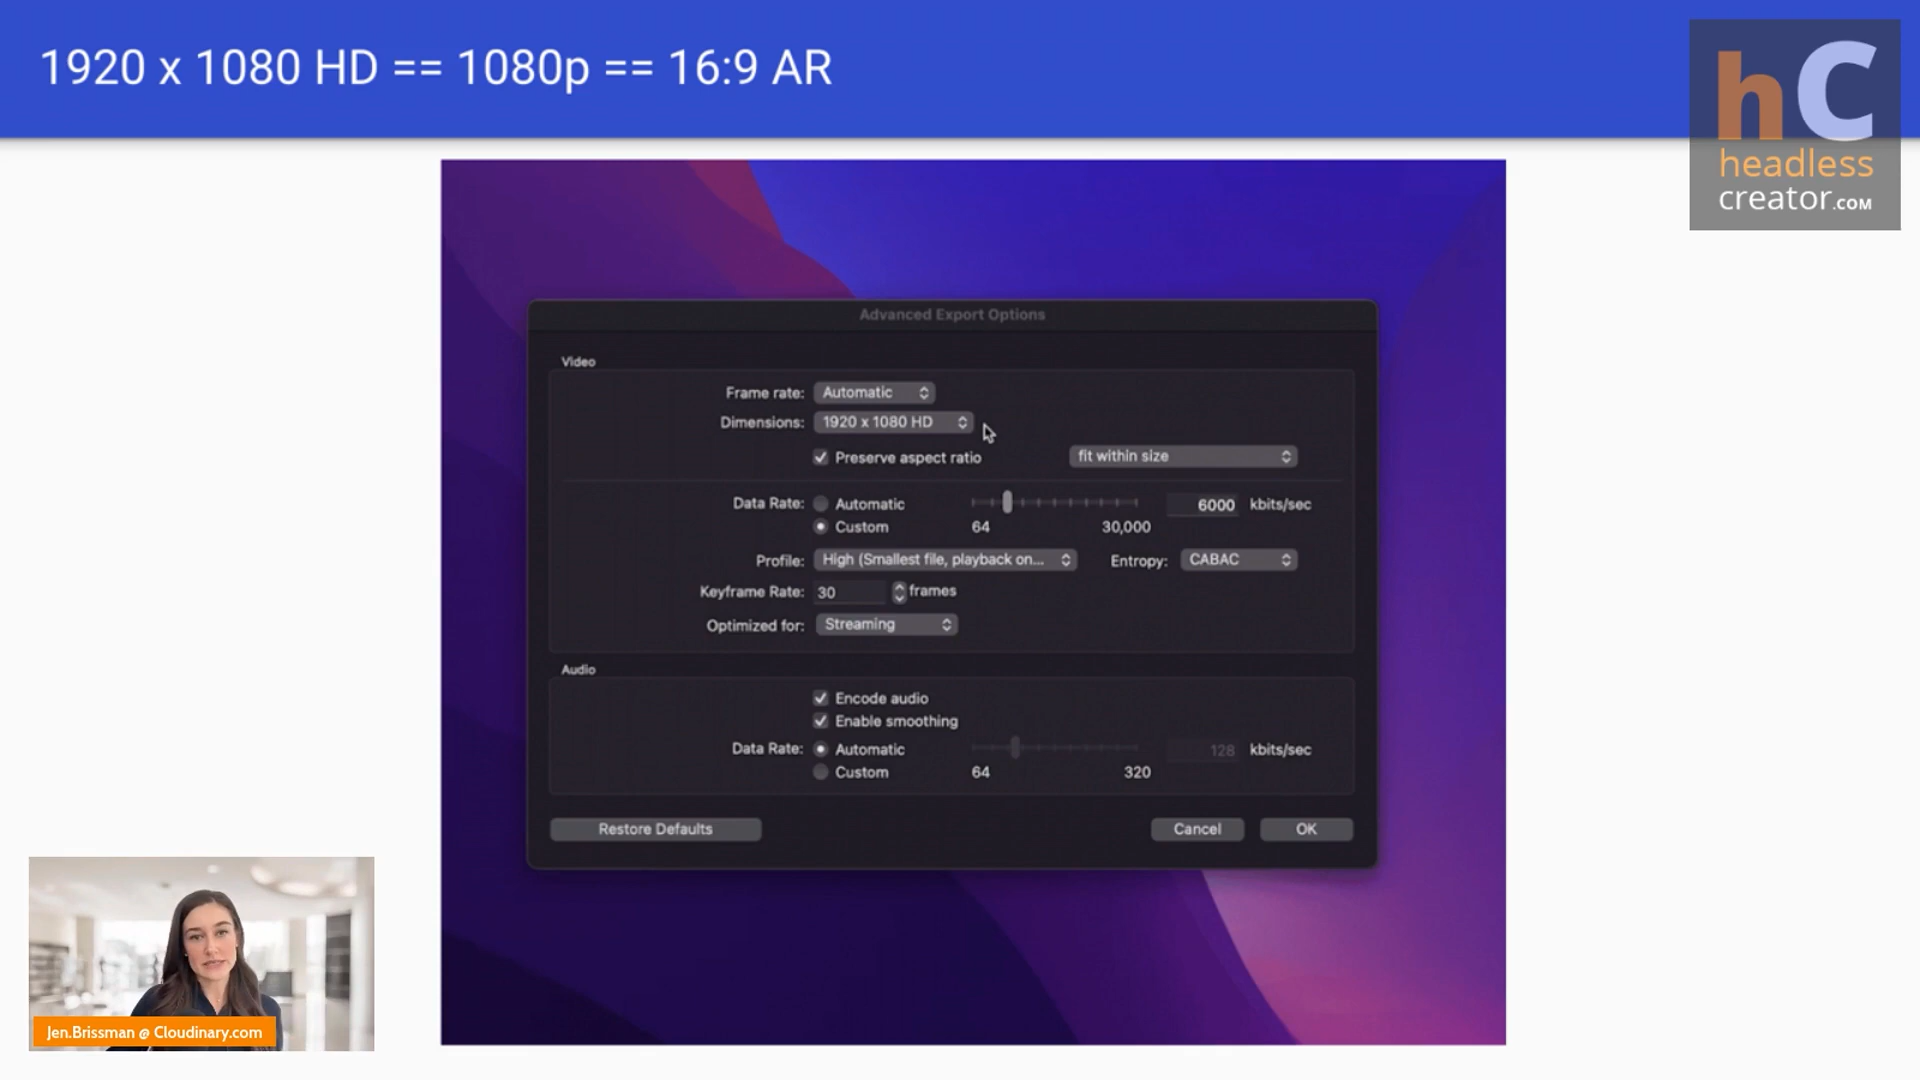 1920 x 1080 HD == 1080p == 16:9 AR
hC
headless
creator.com
Advanced Export Options
Video
Frame rate: Automatic
Dimensions: 1920 x 1080 HD
Preserve aspect ratio fit within size
Data Rate: Automatic 6000 kbits/sec
Custom 64 30,000
Profile: High (Smallest file, playback on... Entropy: CABAC
Keyframe Rate: 30 frames
Optimized for: Streaming
Audio
Encode audio
Enable smoothing
Data Rate: Automatic 128 kbits/sec
Custom 64 320
Restore Defaults Cancel OK
Jen.Brissman @ Cloudinary.com